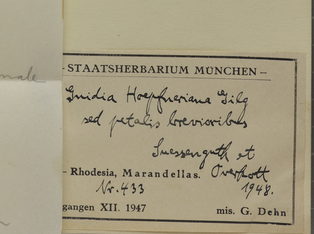 male
- STAATSHERBARIUM MÜNCHEN -
Gnidia Hoepfneriana Gilg
sed petalis brevioribus
Suessenguth et
- Rhodesia, Marandellas. Overkott
Nr. 433 1948.
gangen XII. 1947 mis. G. Dehn